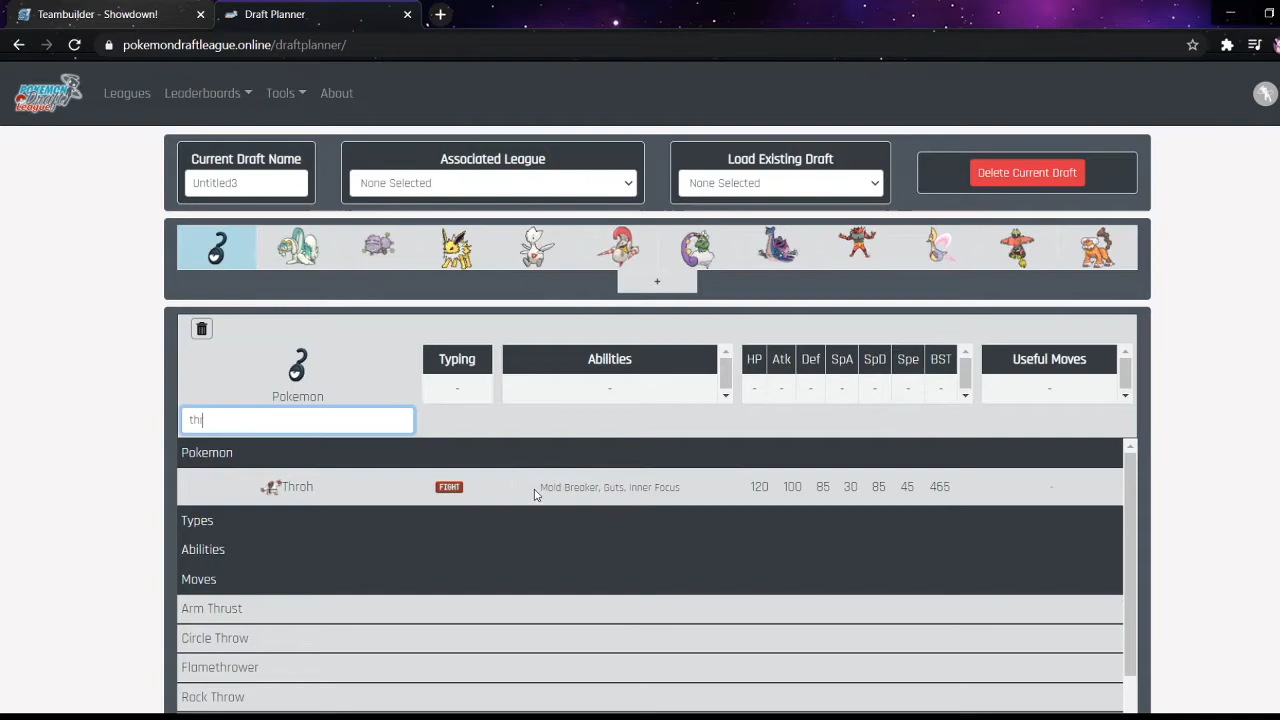 Teambuilder - Showdown!
Draft Planner
pokemondraftleague.online/draftplanner/
POKEMON
League!
Leagues
Leaderboards
Tools
About
Current Draft Name
Untitled3
Associated League
None Selected
Load Existing Draft
None Selected
Delete Current Draft
+
Pokemon
thr
Typing
-
Abilities
-
HP Atk Def SpA SpD Spe BST
- - - - - - -
Useful Moves
-
Pokemon
Throh FIGHT Mold Breaker, Guts, Inner Focus 120 100 85 30 85 45 465 -
Types
Abilities
Moves
Arm Thrust
Circle Throw
Flamethrower
Rock Throw